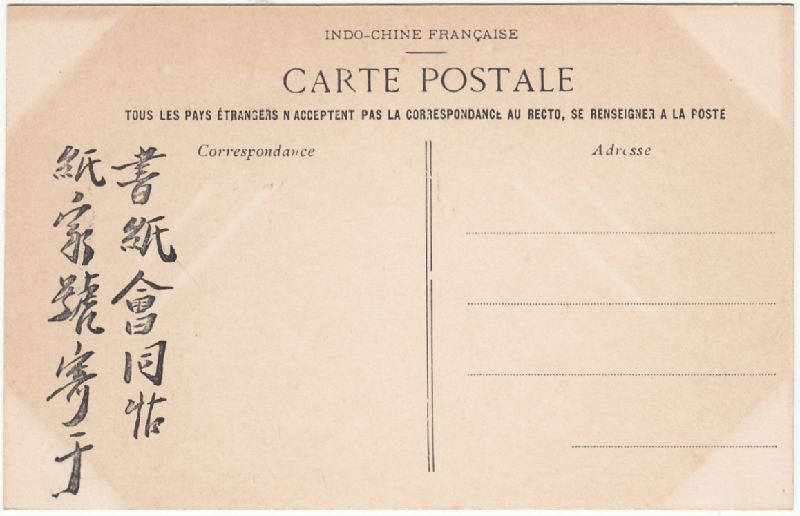 INDO-CHINE FRANÇAISE
CARTE POSTALE
TOUS LES PAYS ÉTRANGERS N'ACCEPTENT PAS LA CORRESPONDANCE AU RECTO, SE RENSEIGNER A LA POSTE
Correspondance
Adresse
書紙會同帖
紙家號寄于